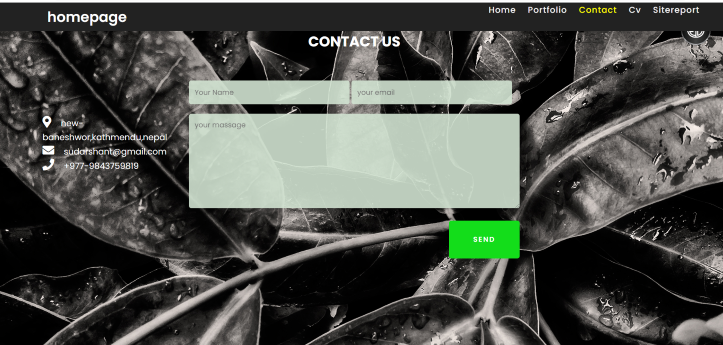 homepage
Home Portfolio Contact Cv Sitereport
CONTACT US
Your Name your email
your massage
new-
baneshwor,kathmendu,nepal
sudarshant@gmail.com
+977-9843759819
SEND